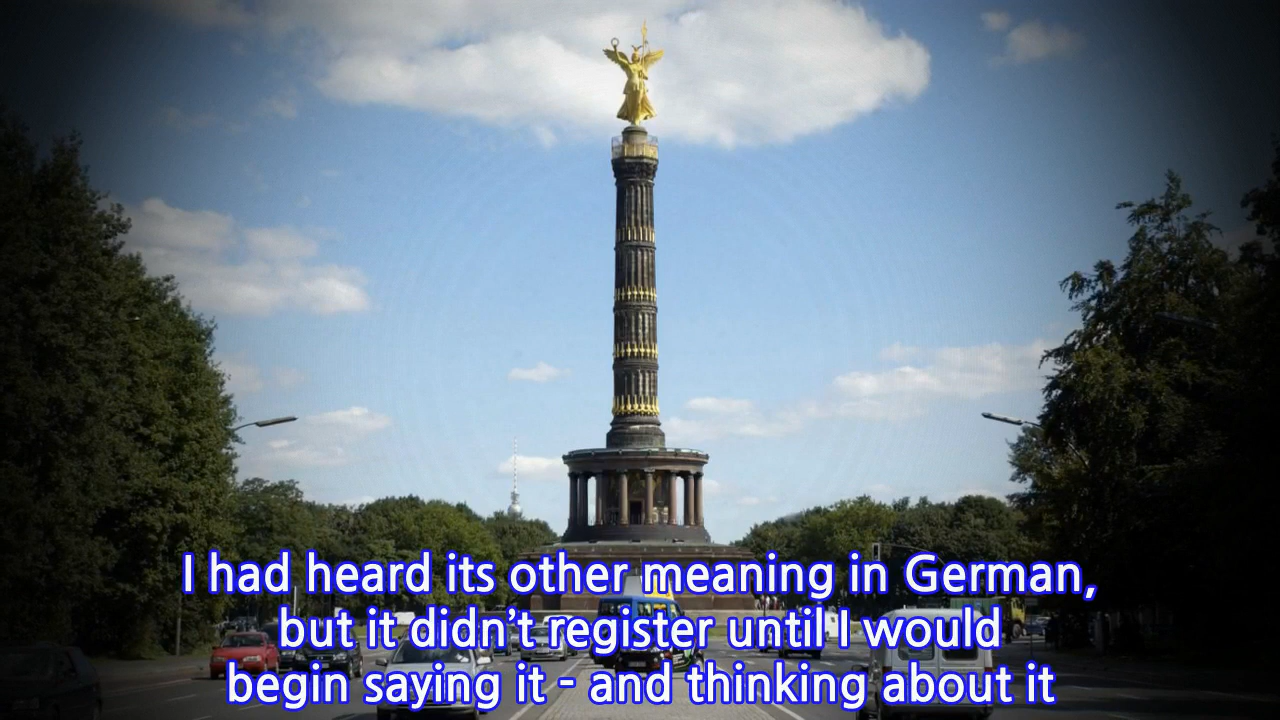 I had heard its other meaning in German,
but it didn't register until I would
begin saying it - and thinking about it